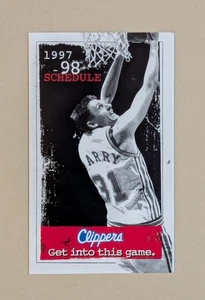 1997
-98-
SCHEDULE
ARRY
31
Clippers
Get into this game.